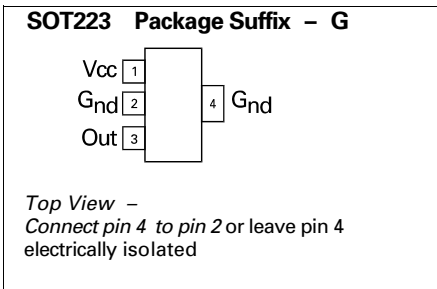 SOT223 Package Suffix – G
Vcc 1
Gnd 2 4 Gnd
Out 3
Top View –
Connect pin 4 to pin 2 or leave pin 4
electrically isolated